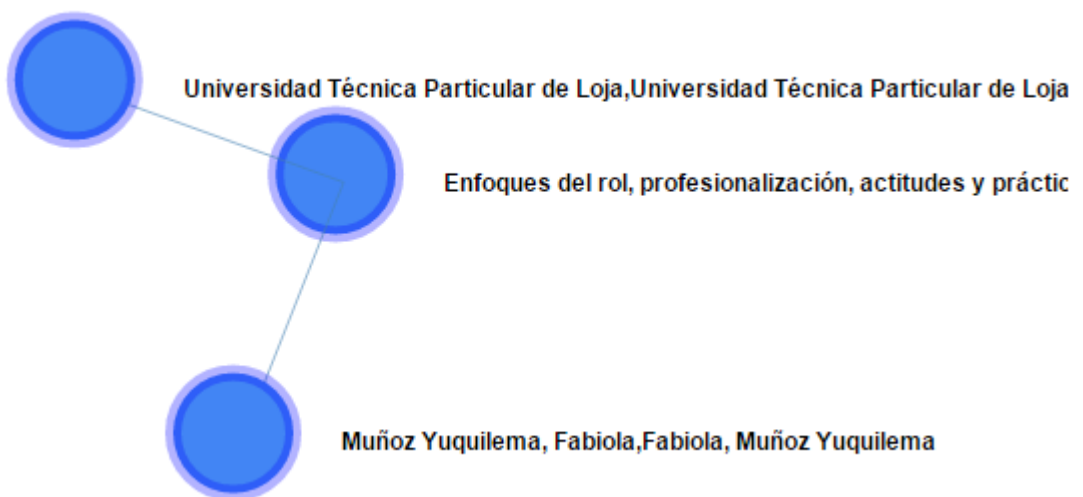 Universidad Técnica Particular de Loja,Universidad Técnica Particular de Loja
Enfoques del rol, profesionalización, actitudes y práctic
Muñoz Yuquilema, Fabiola,Fabiola, Muñoz Yuquilema